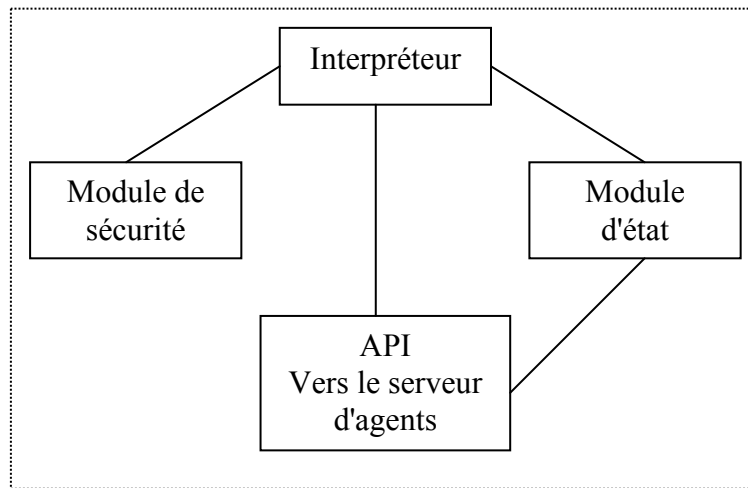 Interpréteur
Module de
sécurité
Module
d'état
API
Vers le serveur
d'agents